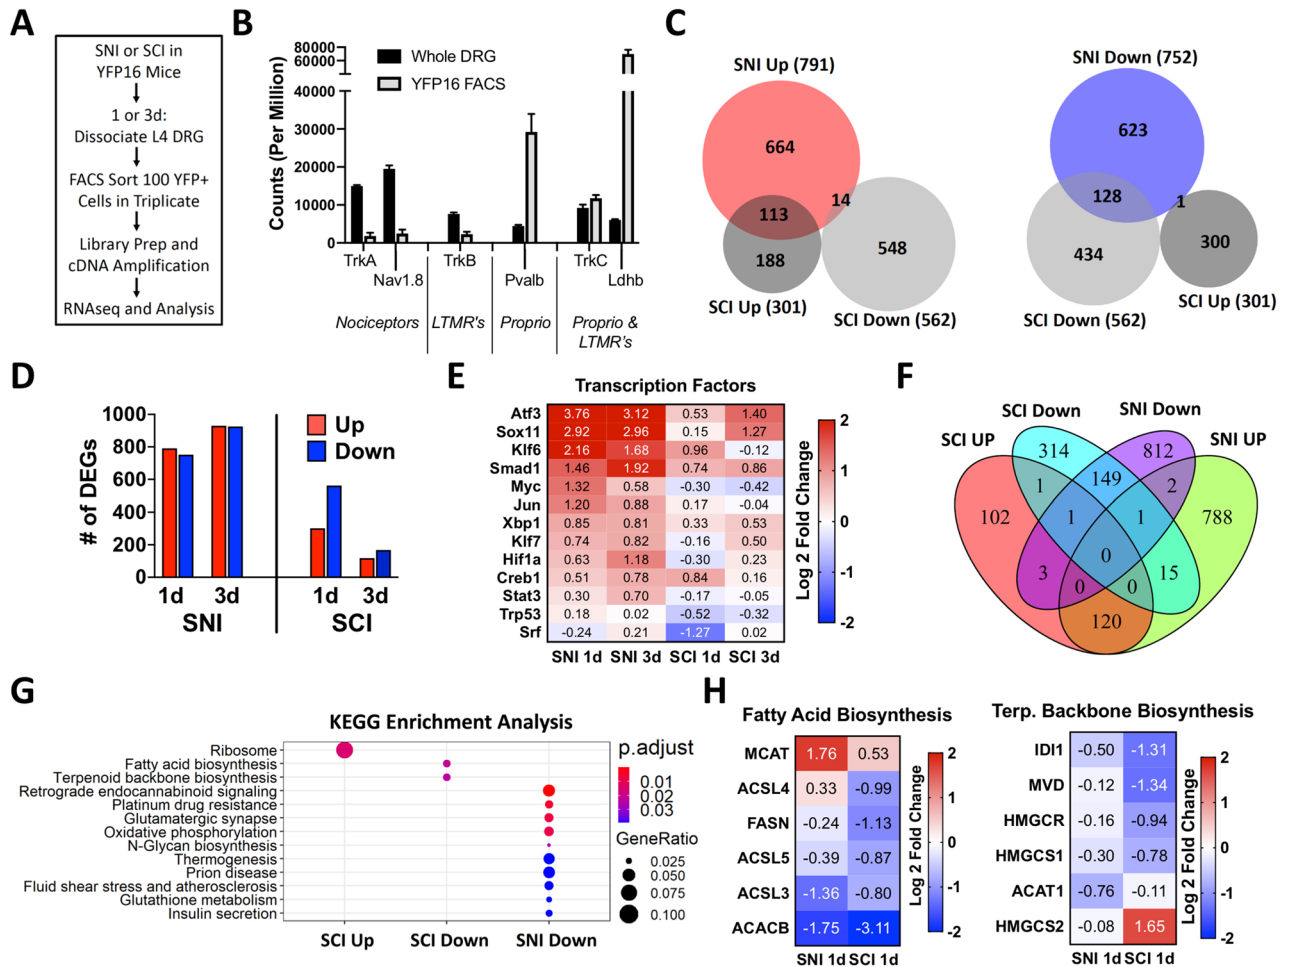 A
SNI or SCI in
YFP16 Mice
1 or 3d:
Dissociate L4 DRG
FACS Sort 100 YFP+
Cells in Triplicate
Library Prep and
cDNA Amplification
RNAseq and Analysis
B
Counts (Per Million)
80000
60000
40000
30000
20000
10000
0
Whole DRG
YFP16 FACS
TrkA
Nav1.8
TrkB
Pvalb
TrkC
Ldhb
Nociceptors
LTMR's
Proprio
Proprio &
LTMR's
C
SNI Up (791)
664
113
14
188
548
SCI Up (301)
SCI Down (562)
SNI Down (752)
623
128
1
434
300
SCI Up (301)
SCI Down (562)
D
# of DEGs
1000
800
600
400
200
0
Up
Down
1d
3d
1d
3d
SNI
SCI
E
Transcription Factors
Atf3 3.76 3.12 0.53 1.40
Sox11 2.92 2.96 0.15 1.27
Klf6 2.16 1.68 0.96 -0.12
Smad1 1.46 1.92 0.74 0.86
Myc 1.32 0.58 -0.30 -0.42
Jun 1.20 0.88 0.17 -0.04
Xbp1 0.85 0.81 0.33 0.53
Klf7 0.74 0.82 -0.16 0.50
Hif1a 0.63 1.18 -0.30 0.23
Creb1 0.51 0.78 0.84 0.16
Stat3 0.30 0.70 -0.17 -0.05
Trp53 0.18 0.02 -0.52 -0.32
Srf -0.24 0.21 -1.27 0.02
SNI 1d SNI 3d SCI 1d SCI 3d
Log 2 Fold Change
2
1
0
-1
-2
F
SCI Down
SNI Down
SCI UP
SNI UP
314
812
1
149
2
102
1
1
788
0
3
0
0
15
120
G
KEGG Enrichment Analysis
Ribosome
Fatty acid biosynthesis
Terpenoid backbone biosynthesis
Retrograde endocannabinoid signaling
Platinum drug resistance
Glutamatergic synapse
Oxidative phosphorylation
N-Glycan biosynthesis
Thermogenesis
Prion disease
Fluid shear stress and atherosclerosis
Glutathione metabolism
Insulin secretion
SCI Up
SCI Down
SNI Down
p.adjust
0.01
0.02
0.03
GeneRatio
0.025
0.050
0.075
0.100
H
Fatty Acid Biosynthesis
MCAT 1.76 0.53
ACSL4 0.33 -0.99
FASN -0.24 -1.13
ACSL5 -0.39 -0.87
ACSL3 -1.36 -0.80
ACACB -1.75 -3.11
SNI 1d SCI 1d
Log 2 Fold Change
2
1
0
-1
-2
Terp. Backbone Biosynthesis
IDI1 -0.50 -1.31
MVD -0.12 -1.34
HMGCR -0.16 -0.94
HMGCS1 -0.30 -0.78
ACAT1 -0.76 -0.11
HMGCS2 -0.08 1.65
SNI 1d SCI 1d
Log 2 Fold Change
2
1
0
-1
-2